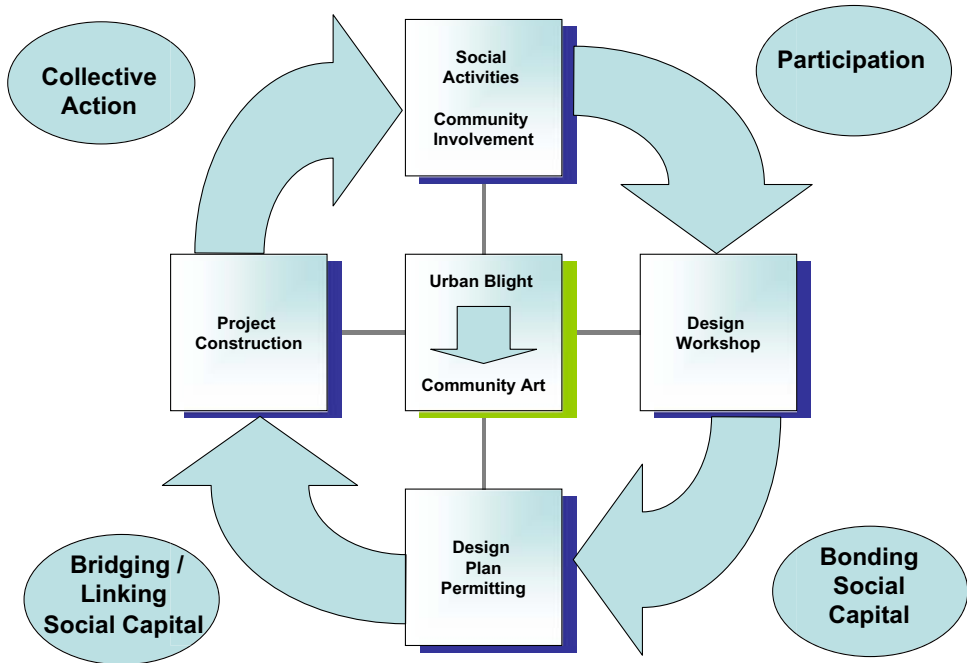 Collective
Action
Social
Activities
Community
Involvement
Participation
Project
Construction
Urban Blight
Community Art
Design
Workshop
Bridging /
Linking
Social Capital
Design
Plan
Permitting
Bonding
Social
Capital